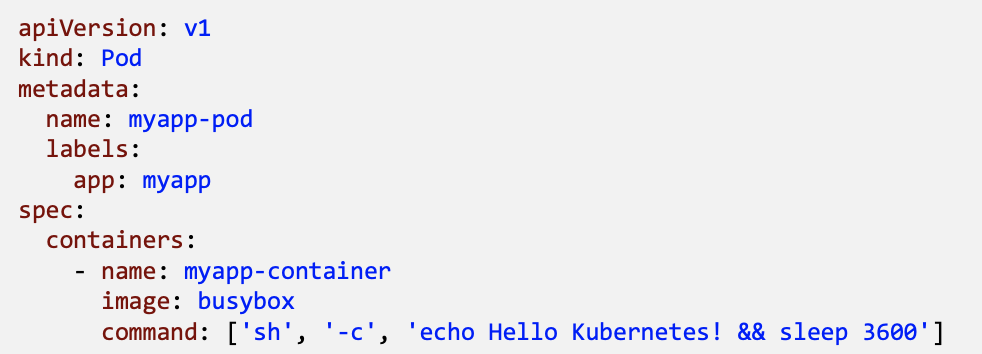 apiVersion: v1
kind: Pod
metadata:
  name: myapp-pod
  labels:
    app: myapp
spec:
  containers:
    - name: myapp-container
      image: busybox
      command: ['sh', '-c', 'echo Hello Kubernetes! && sleep 3600']